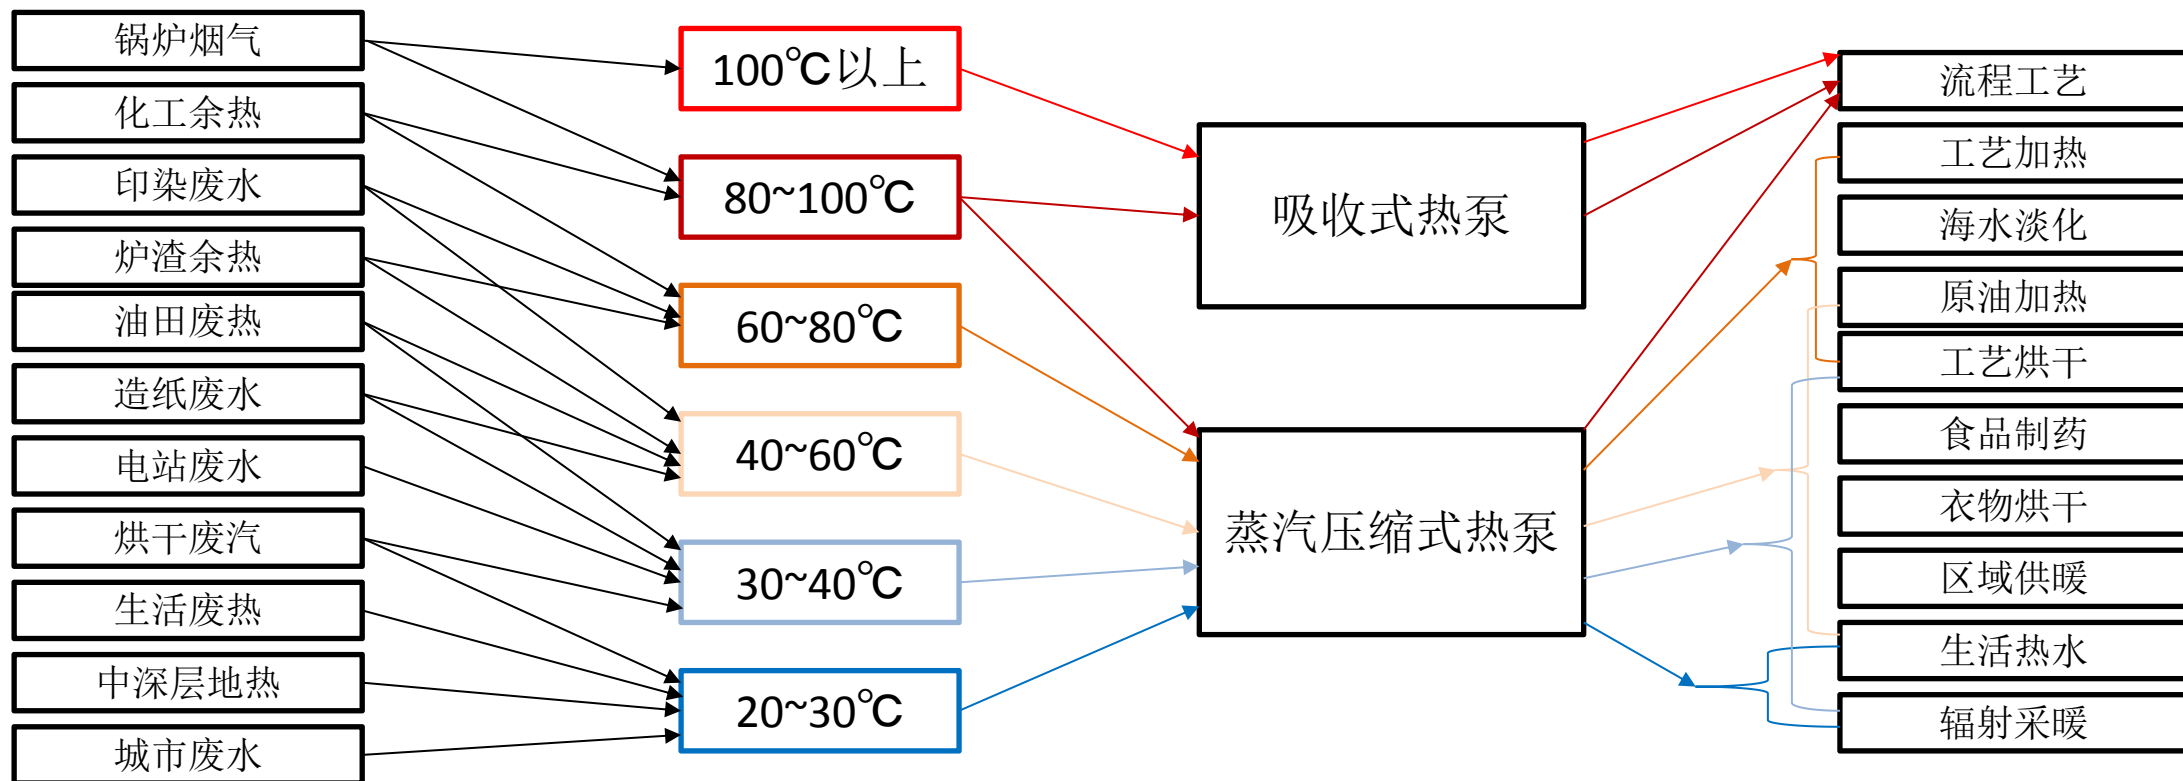 锅炉烟气
化工余热
印染废水
炉渣余热
油田废热
造纸废水
电站废水
烘干废汽
生活废热
中深层地热
城市废水
100℃以上
80~100℃
60~80℃
40~60℃
30~40℃
20~30℃
吸收式热泵
蒸汽压缩式热泵
流程工艺
工艺加热
海水淡化
原油加热
工艺烘干
食品制药
衣物烘干
区域供暖
生活热水
辐射采暖